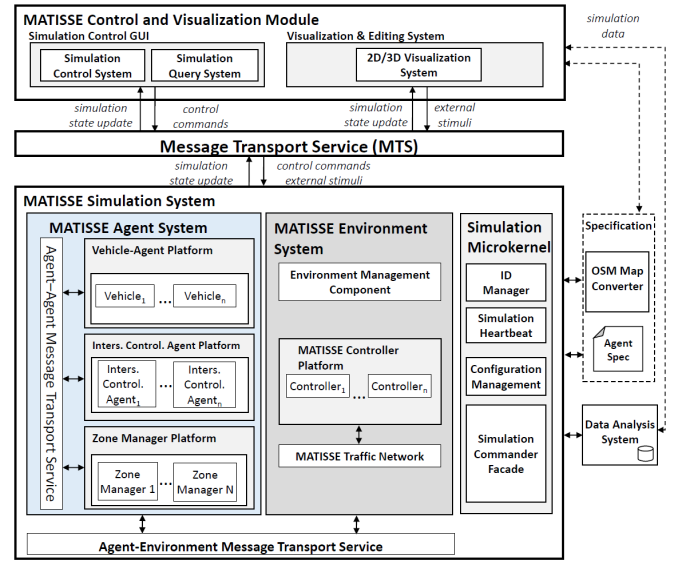 MATISSE Control and Visualization Module
Simulation Control GUI
Visualization & Editing System
Simulation
Control System
Simulation
Query System
2D/3D Visualization
System
simulation
data
simulation
state update
control
commands
simulation
state update
external
stimuli
Message Transport Service (MTS)
simulation
state update
control commands
external stimuli
MATISSE Simulation System
MATISSE Agent System
Agent–Agent Message Transport Service
Vehicle-Agent Platform
Vehicle1 ... Vehiclen
Inters. Control. Agent Platform
Inters.
Control.
Agent1
...
Inters.
Control.
Agentn
Zone Manager Platform
Zone
Manager 1
...
Zone
Manager N
MATISSE Environment
System
Environment Management
Component
MATISSE Controller
Platform
Controller1 ... Controllern
MATISSE Traffic Network
Simulation
Microkernel
ID
Manager
Simulation
Heartbeat
Configuration
Management
Simulation
Commander
Facade
Specification
OSM Map
Converter
Agent
Spec
Data Analysis
System
Agent-Environment Message Transport Service